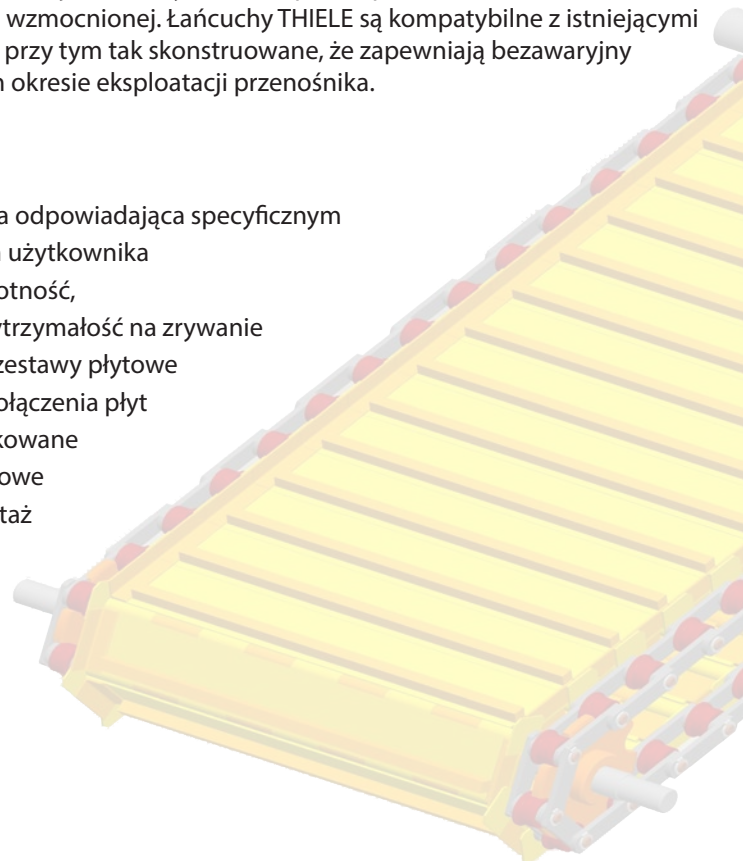 wzmocnionej. Łańcuchy THIELE są kompatybilne z istniejącymi
przy tym tak skonstruowane, że zapewniają bezawaryjny
okresie eksploatacji przenośnika.
a odpowiadająca specyficznym
użytkownika
otność,
ytrzymałość na zrywanie
zestawy płytowe
ołączenia płyt
kowane
owe
taż